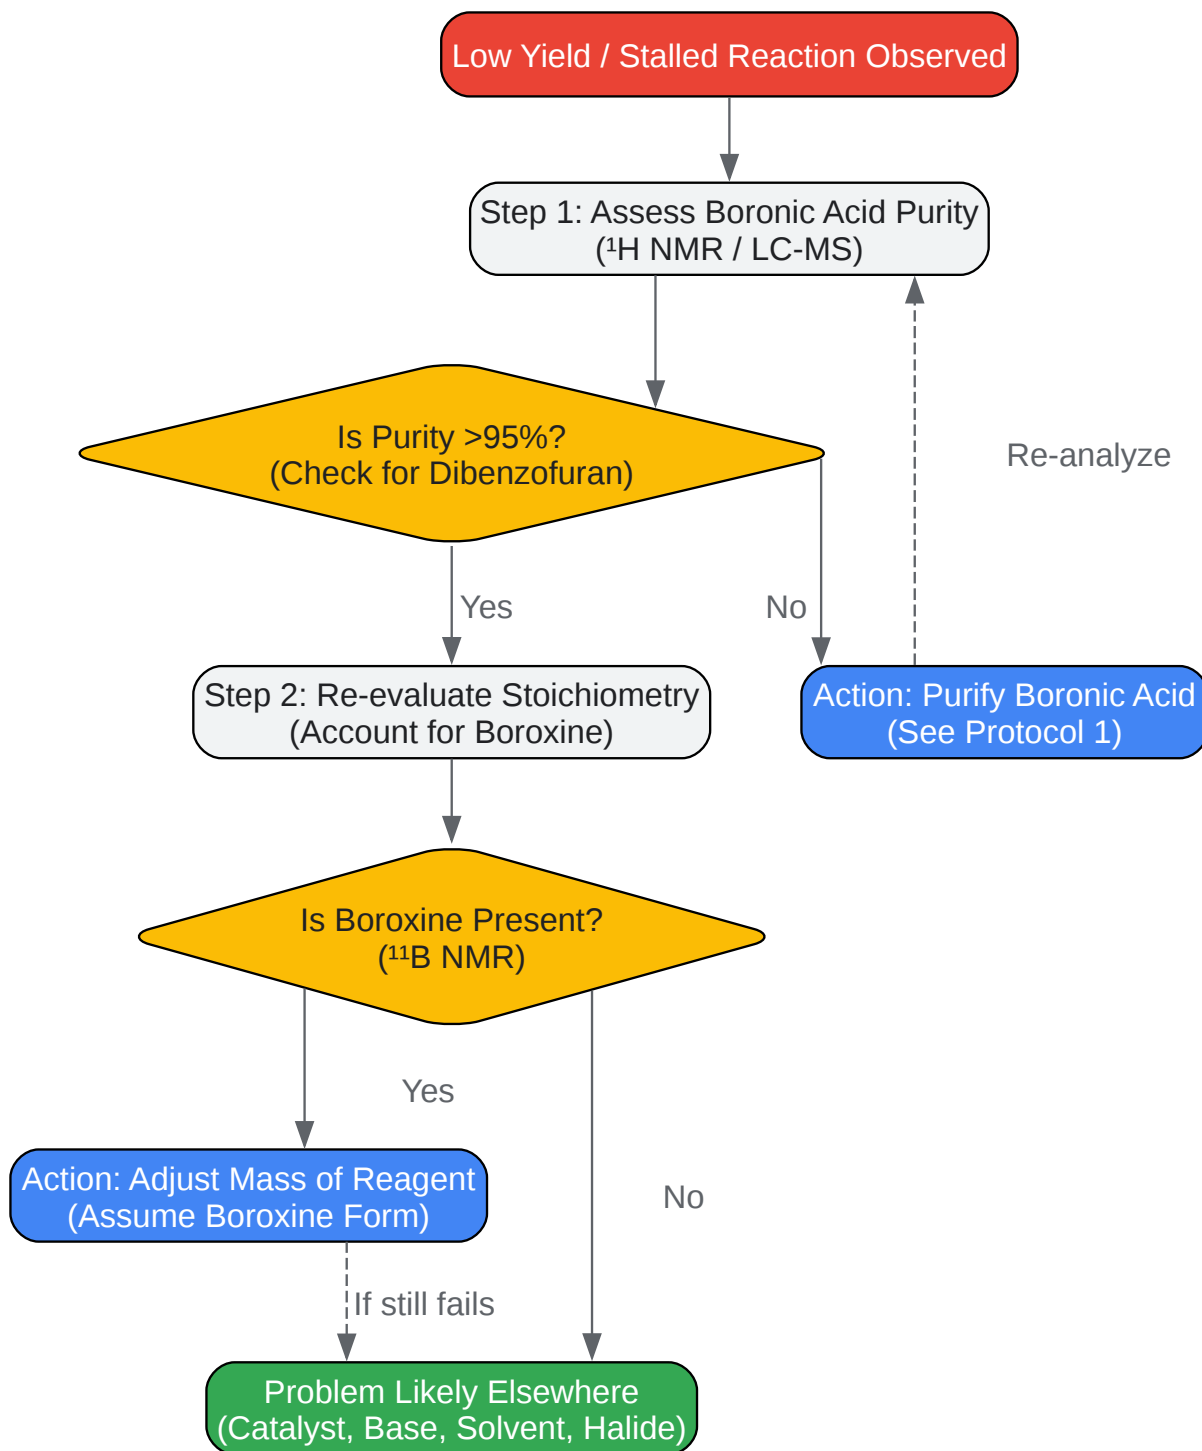 Low Yield / Stalled Reaction Observed
Step 1: Assess Boronic Acid Purity
(¹H NMR / LC-MS)
Is Purity >95%?
(Check for Dibenzofuran)
Re-analyze
Yes
No
Step 2: Re-evaluate Stoichiometry
(Account for Boroxine)
Action: Purify Boronic Acid
(See Protocol 1)
Is Boroxine Present?
(¹¹B NMR)
Yes
Action: Adjust Mass of Reagent
(Assume Boroxine Form)
No
If still fails
Problem Likely Elsewhere
(Catalyst, Base, Solvent, Halide)